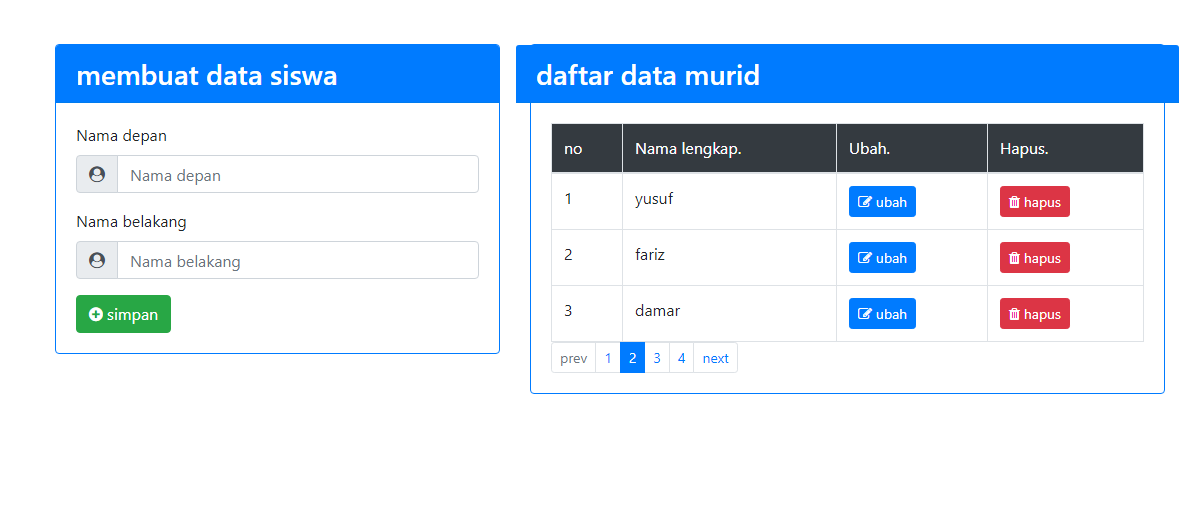 membuat data siswa
Nama depan
Nama depan
Nama belakang
Nama belakang
simpan
daftar data murid
no Nama lengkap. Ubah. Hapus.
1 yusuf ubah hapus
2 fariz ubah hapus
3 damar ubah hapus
prev 1 2 3 4 next